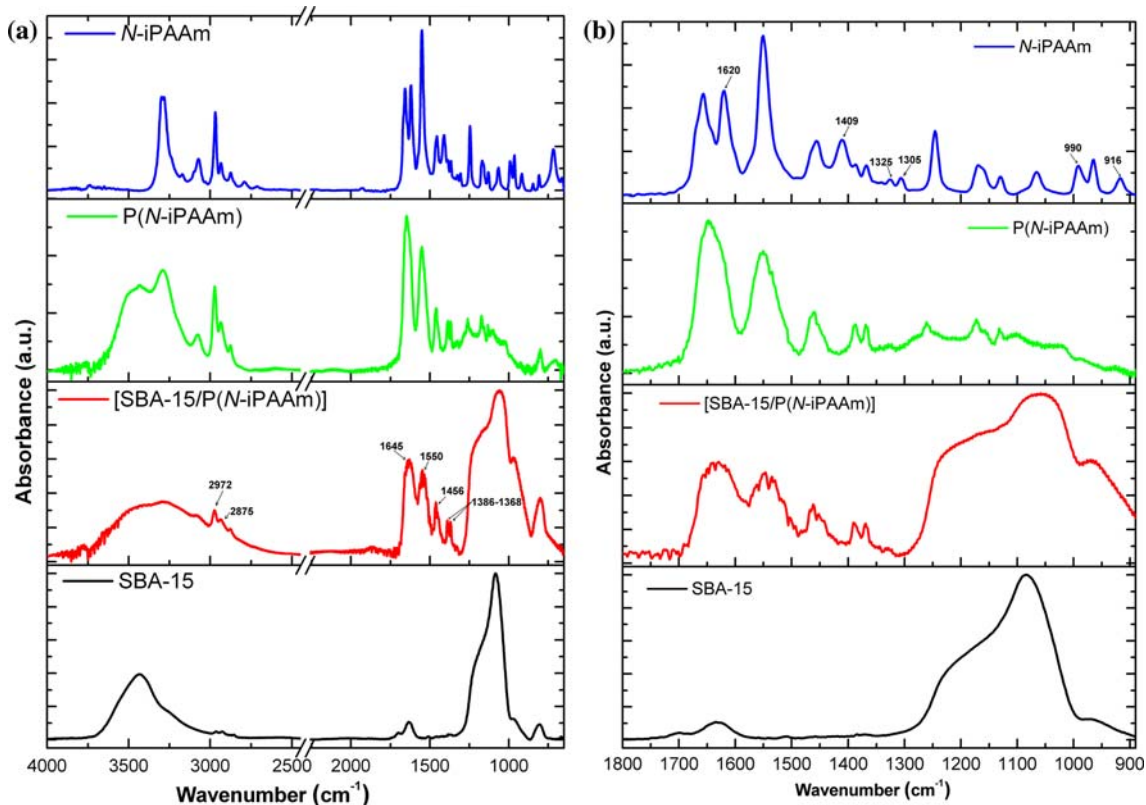 (a)
N-iPAAm
P(N-iPAAm)
[SBA-15/P(N-iPAAm)]
1645
1550
2972
2875
1456
1386-1368
SBA-15
Absorbance (a.u.)
4000 3500 3000 2500 2000 1500 1000
Wavenumber (cm⁻¹)
(b)
N-iPAAm
1620
1409
1325
1305
990
916
P(N-iPAAm)
[SBA-15/P(N-iPAAm)]
SBA-15
Absorbance (a.u.)
1800 1700 1600 1500 1400 1300 1200 1100 1000 900
Wavenumber (cm⁻¹)